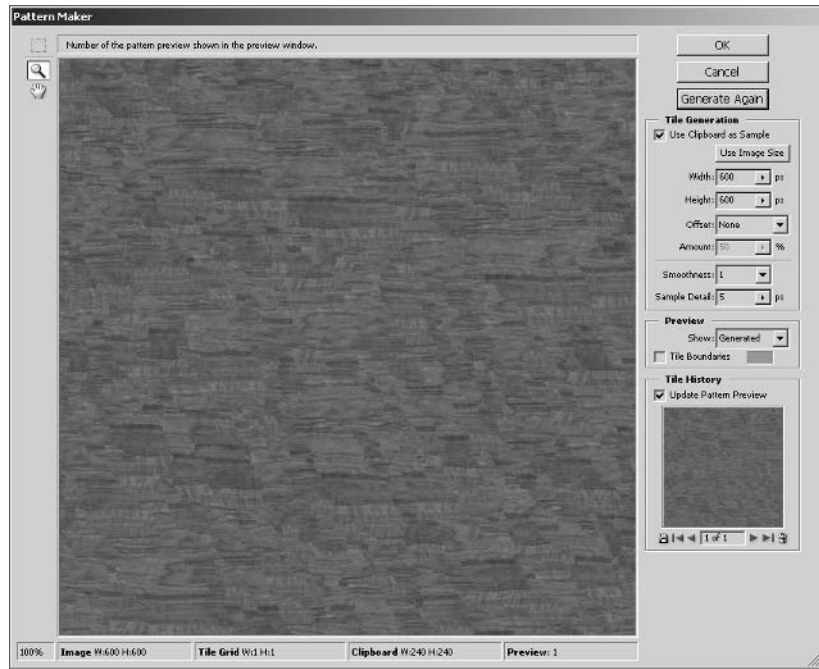 Pattern Maker
Number of the pattern preview shown in the preview window.
OK
Cancel
Generate Again
Tile Generation
Use Clipboard as Sample
Use Image Size
Width: 600 px
Height: 600 px
Offset: None
Amount: 50 %
Smoothness: 1
Sample Detail: 5 px
Preview
Show: Generated
Tile Boundaries
Tile History
Update Pattern Preview
1 of 1
100% Image W:600 H:600 Tile Grid W:1 H:1 Clipboard W:240 H:240 Preview: 1